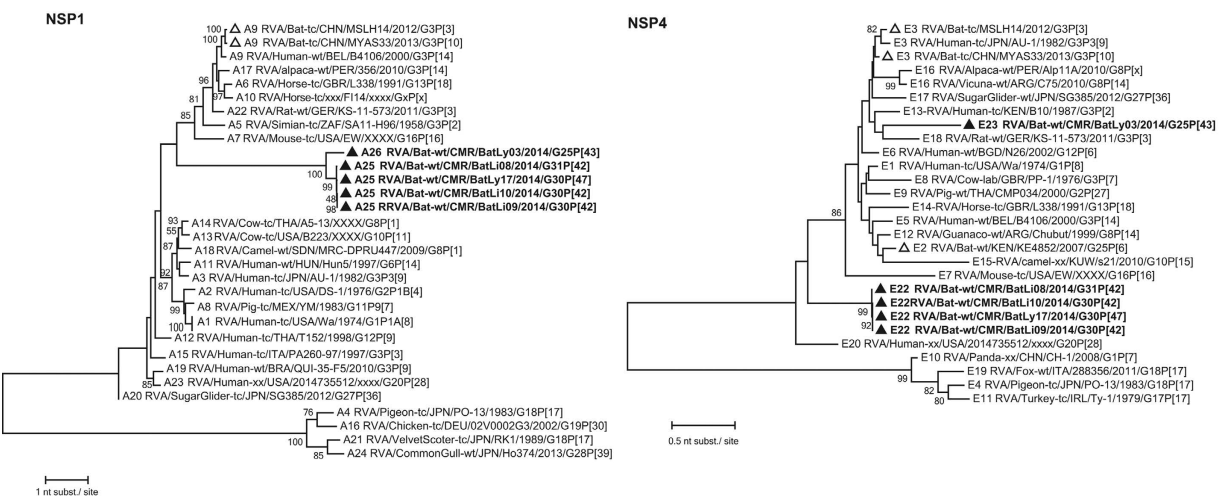 NSP1
100
A9 RVA/Bat-tc/CHN/MSLH14/2012/G3P[3]
100
A9 RVA/Bat-tc/CHN/MYAS33/2013/G3P[10]
A9 RVA/Human-wt/BEL/B4106/2000/G3P[14]
A17 RVA/alpaca-wt/PER/356/2010/G3P[14]
96
A6 RVA/Horse-tc/GBR/L338/1991/G13P[18]
97
A10 RVA/Horse-tc/xxx/FI14/xxxx/GxP[x]
81
A22 RVA/Rat-wt/GER/KS-11-573/2011/G3P[3]
85
A5 RVA/Simian-tc/ZAF/SA11-H96/1958/G3P[2]
A7 RVA/Mouse-tc/USA/EW/XXXX/G16P[16]
A26 RVA/Bat-wt/CMR/BatLy03/2014/G25P[43]
A25 RVA/Bat-wt/CMR/BatLi08/2014/G31P[42]
100
A25 RVA/Bat-wt/CMR/BatLy17/2014/G30P[47]
99
A25 RVA/Bat-wt/CMR/BatLi10/2014/G30P[42]
48
A25 RRVA/Bat-wt/CMR/BatLi09/2014/G30P[42]
98
93
A14 RVA/Cow-tc/THA/A5-13/XXXX/G8P[1]
55
A13 RVA/Cow-tc/USA/B223/XXXX/G10P[11]
87
A18 RVA/Camel-wt/SDN/MRC-DPRU447/2009/G8P[1]
A11 RVA/Human-wt/HUN/Hun5/1997/G6P[14]
92
A3 RVA/Human-tc/JPN/AU-1/1982/G3P3[9]
87
A2 RVA/Human-tc/USA/DS-1/1976/G2P1B[4]
A8 RVA/Pig-tc/MEX/YM/1983/G11P9[7]
99
A1 RVA/Human-tc/USA/Wa/1974/G1P1A[8]
100
A12 RVA/Human-tc/THA/T152/1998/G12P[9]
A15 RVA/Human-tc/ITA/PA260-97/1997/G3P[3]
A19 RVA/Human-wt/BRA/QUI-35-F5/2010/G3P[9]
85
A23 RVA/Human-xx/USA/2014735512/xxxx/G20P[28]
A20 RVA/SugarGlider-tc/JPN/SG385/2012/G27P[36]
76
A4 RVA/Pigeon-tc/JPN/PO-13/1983/G18P[17]
A16 RVA/Chicken-tc/DEU/02V0002G3/2002/G19P[30]
100
A21 RVA/VelvetScoter-tc/JPN/RK1/1989/G18P[17]
85
A24 RVA/CommonGull-wt/JPN/Ho374/2013/G28P[39]
1 nt subst./ site
NSP4
82
E3 RVA/Bat-tc/MSLH14/2012/G3P[3]
E3 RVA/Human-tc/JPN/AU-1/1982/G3P3[9]
E3 RVA/Bat-tc/CHN/MYAS33/2013/G3P[10]
E16 RVA/Alpaca-wt/PER/Alp11A/2010/G8P[x]
99
E16 RVA/Vicuna-wt/ARG/C75/2010/G8P[14]
E17 RVA/SugarGlider-wt/JPN/SG385/2012/G27P[36]
E13-RVA/Human-tc/KEN/B10/1987/G3P[2]
E23 RVA/Bat-wt/CMR/BatLy03/2014/G25P[43]
E18 RVA/Rat-wt/GER/KS-11-573/2011/G3P[3]
E6 RVA/Human-wt/BGD/N26/2002/G12P[6]
E1 RVA/Human-tc/USA/Wa/1974/G1P[8]
E8 RVA/Cow-lab/GBR/PP-1/1976/G3P[7]
E9 RVA/Pig-wt/THA/CMP034/2000/G2P[27]
E14-RVA/Horse-tc/GBR/L338/1991/G13P[18]
86
E5 RVA/Human-wt/BEL/B4106/2000/G3P[14]
E12 RVA/Guanaco-wt/ARG/Chubut/1999/G8P[14]
E2 RVA/Bat-wt/KEN/KE4852/2007/G25P[6]
E15-RVA/camel-xx/KUW/s21/2010/G10P[15]
E7 RVA/Mouse-tc/USA/EW/XXXX/G16P[16]
E22 RVA/Bat-wt/CMR/BatLi08/2014/G31P[42]
E22RVA/Bat-wt/CMR/BatLi10/2014/G30P[42]
99
E22 RVA/Bat-wt/CMR/BatLy17/2014/G30P[47]
92
E22 RVA/Bat-wt/CMR/BatLi09/2014/G30P[42]
E20 RVA/Human-xx/USA/2014735512/xxxx/G20P[28]
E10 RVA/Panda-xx/CHN/CH-1/2008/G1P[7]
99
E19 RVA/Fox-wt/ITA/288356/2011/G18P[17]
82
E4 RVA/Pigeon-tc/JPN/PO-13/1983/G18P[17]
80
E11 RVA/Turkey-tc/IRL/Ty-1/1979/G17P[17]
0.5 nt subst./ site